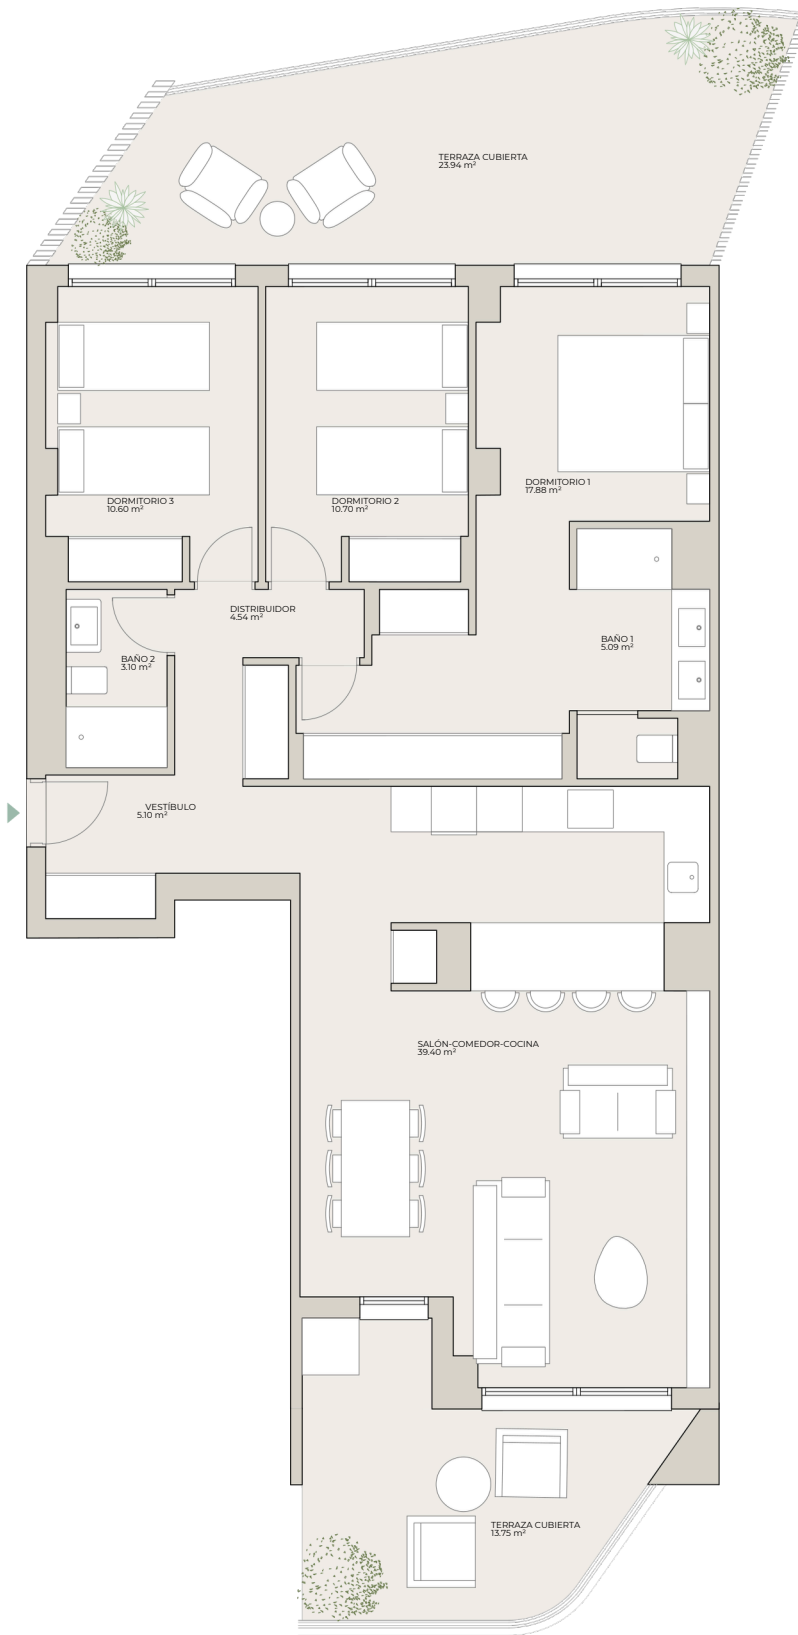 TERRAZA CUBIERTA
23.94 m²
DORMITORIO 1
17.88 m²
DORMITORIO 3
10.60 m²
DORMITORIO 2
10.70 m²
DISTRIBUIDOR
4.54 m²
BAÑO 1
5.09 m²
BAÑO 2
3.10 m²
VESTÍBULO
5.10 m²
SALÓN-COMEDOR-COCINA
39.40 m²
TERRAZA CUBIERTA
13.75 m²